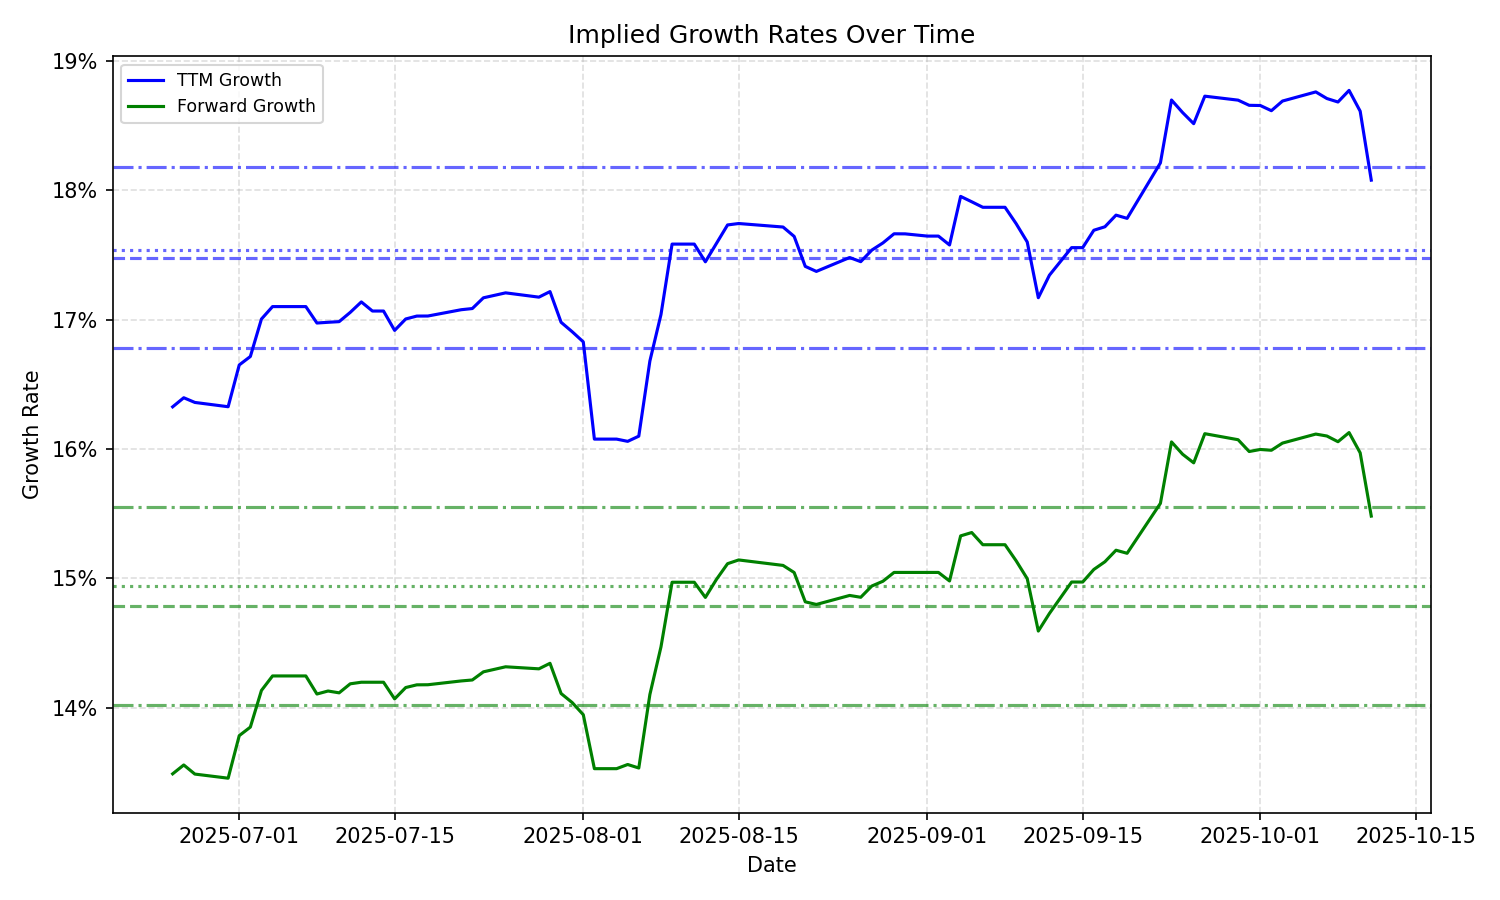 Implied Growth Rates Over Time
TTM Growth
Forward Growth
19%
18%
17%
16%
15%
14%
Growth Rate
2025-07-01 2025-07-15 2025-08-01 2025-08-15 2025-09-01 2025-09-15 2025-10-01 2025-10-15
Date